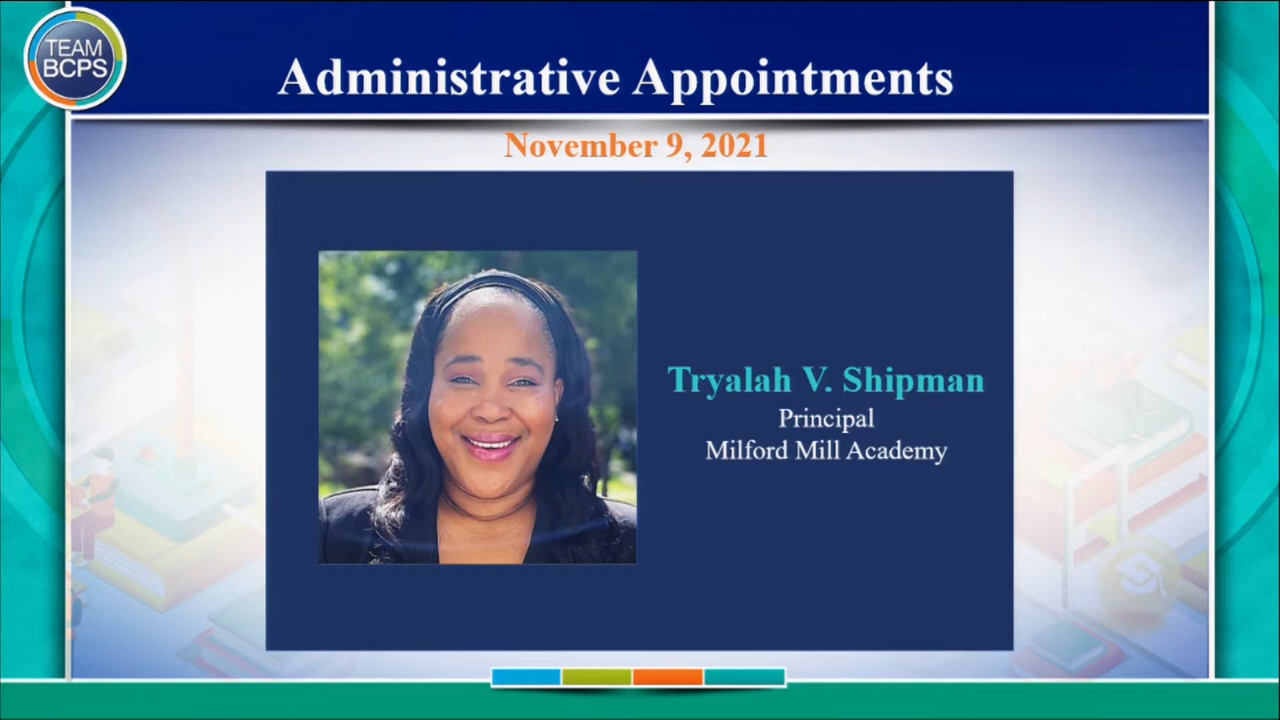 TEAM
BCPS
Administrative Appointments
November 9, 2021
Tryalah V. Shipman
Principal
Milford Mill Academy